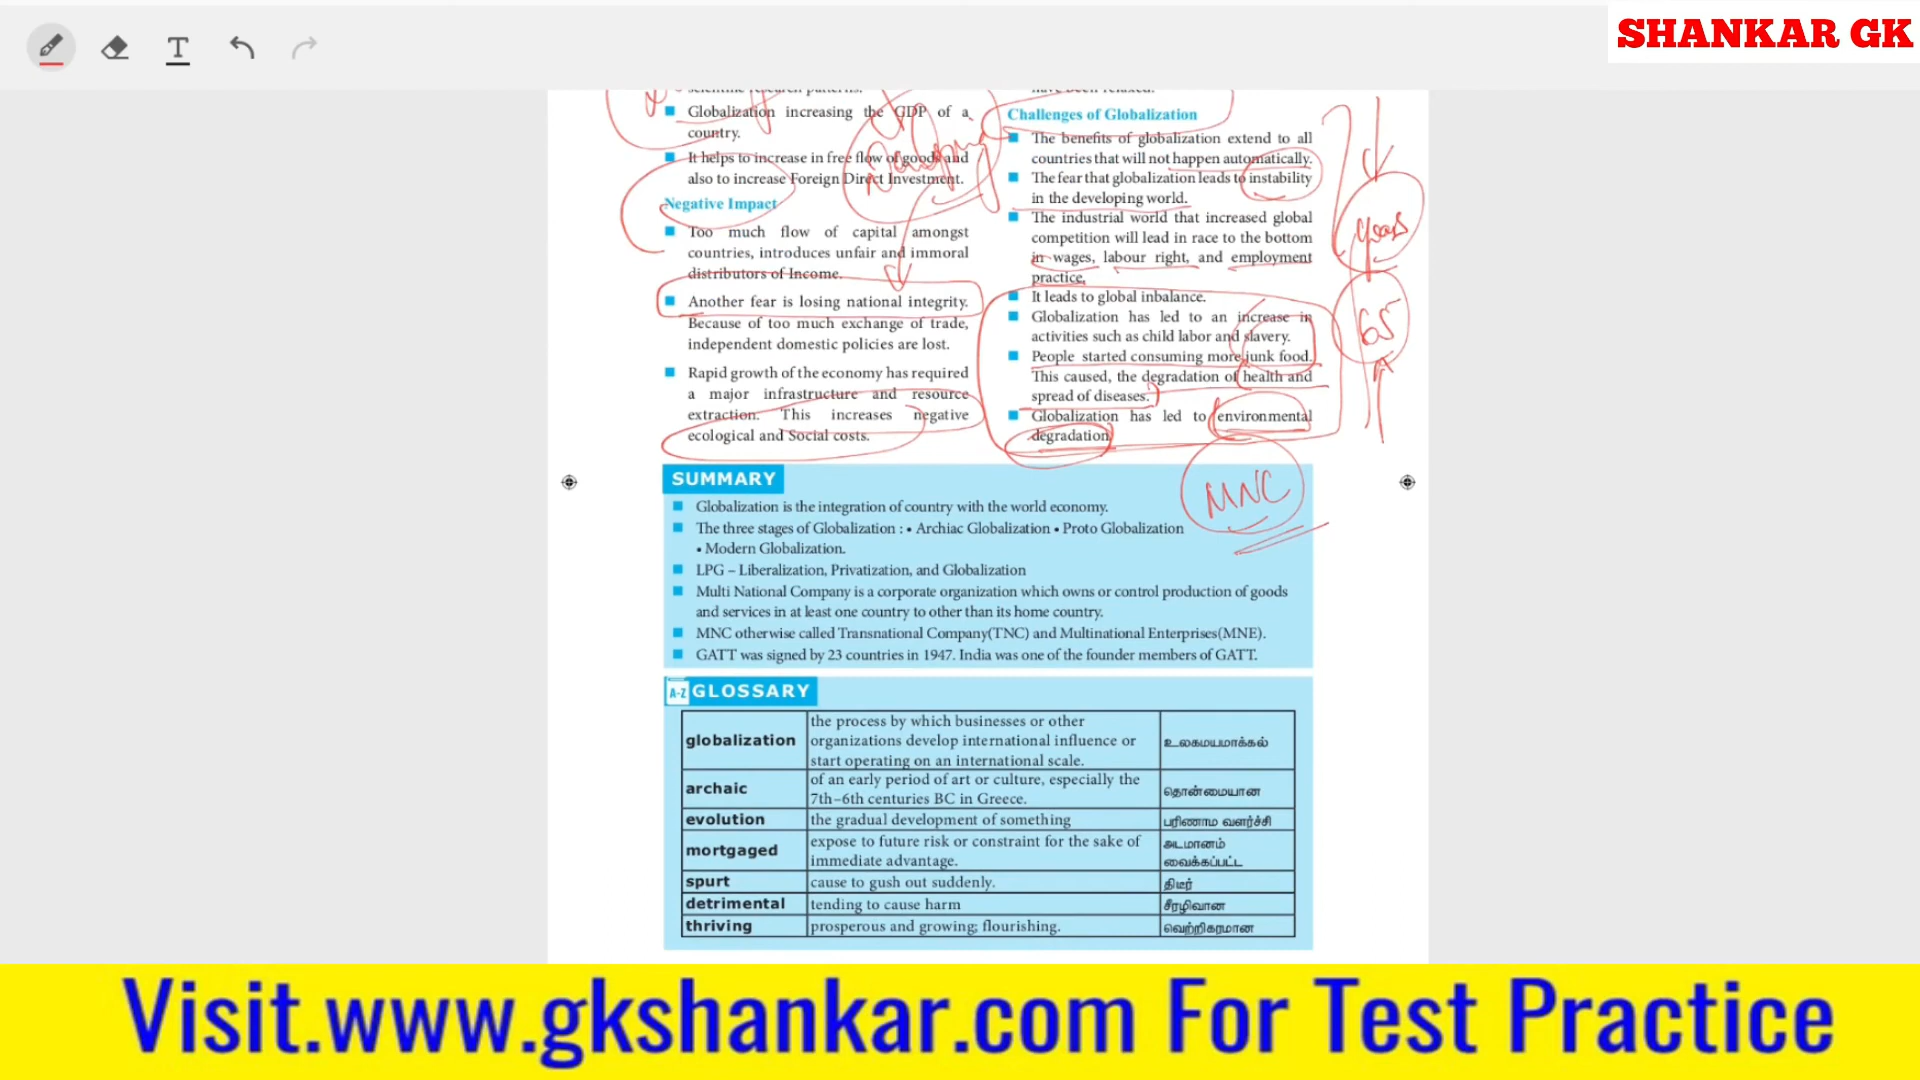 SHANKAR GK
Globalization increasing the GDP of a
country.
It helps to increase in free flow of goods and
also to increase Foreign Direct Investment.
Negative Impact
Too much flow of capital amongst
countries, introduces unfair and immoral
distributors of Income.
Another fear is losing national integrity.
Because of too much exchange of trade,
independent domestic policies are lost.
Rapid growth of the economy has required
a major infrastructure and resource
extraction. This increases negative
ecological and Social costs.
Challenges of Globalization
The benefits of globalization extend to all
countries that will not happen automatically.
The fear that globalization leads to instability
in the developing world.
The industrial world that increased global
competition will lead in race to the bottom
in wages, labour right, and employment
practice.
It leads to global inbalance.
Globalization has led to an increase in
activities such as child labor and slavery.
People started consuming more junk food.
This caused, the degradation of health and
spread of diseases.
Globalization has led to environmental
degradation.
years
65
MNC
SUMMARY
Globalization is the integration of country with the world economy.
The three stages of Globalization : • Archiac Globalization • Proto Globalization
• Modern Globalization.
LPG – Liberalization, Privatization, and Globalization
Multi National Company is a corporate organization which owns or control production of goods
and services in at least one country to other than its home country.
MNC otherwise called Transnational Company(TNC) and Multinational Enterprises(MNE).
GATT was signed by 23 countries in 1947. India was one of the founder members of GATT.
A-Z GLOSSARY
globalization the process by which businesses or other
organizations develop international influence or
start operating on an international scale. உலகமயமாக்கல்
archaic of an early period of art or culture, especially the
7th–6th centuries BC in Greece. தொன்மையான
evolution the gradual development of something பரிணாம வளர்ச்சி
mortgaged expose to future risk or constraint for the sake of
immediate advantage. அடமானம்
வைக்கப்பட்ட
spurt cause to gush out suddenly. திடீர்
detrimental tending to cause harm சீரழிவான
thriving prosperous and growing; flourishing. வெற்றிகரமான
Visit.www.gkshankar.com For Test Practice